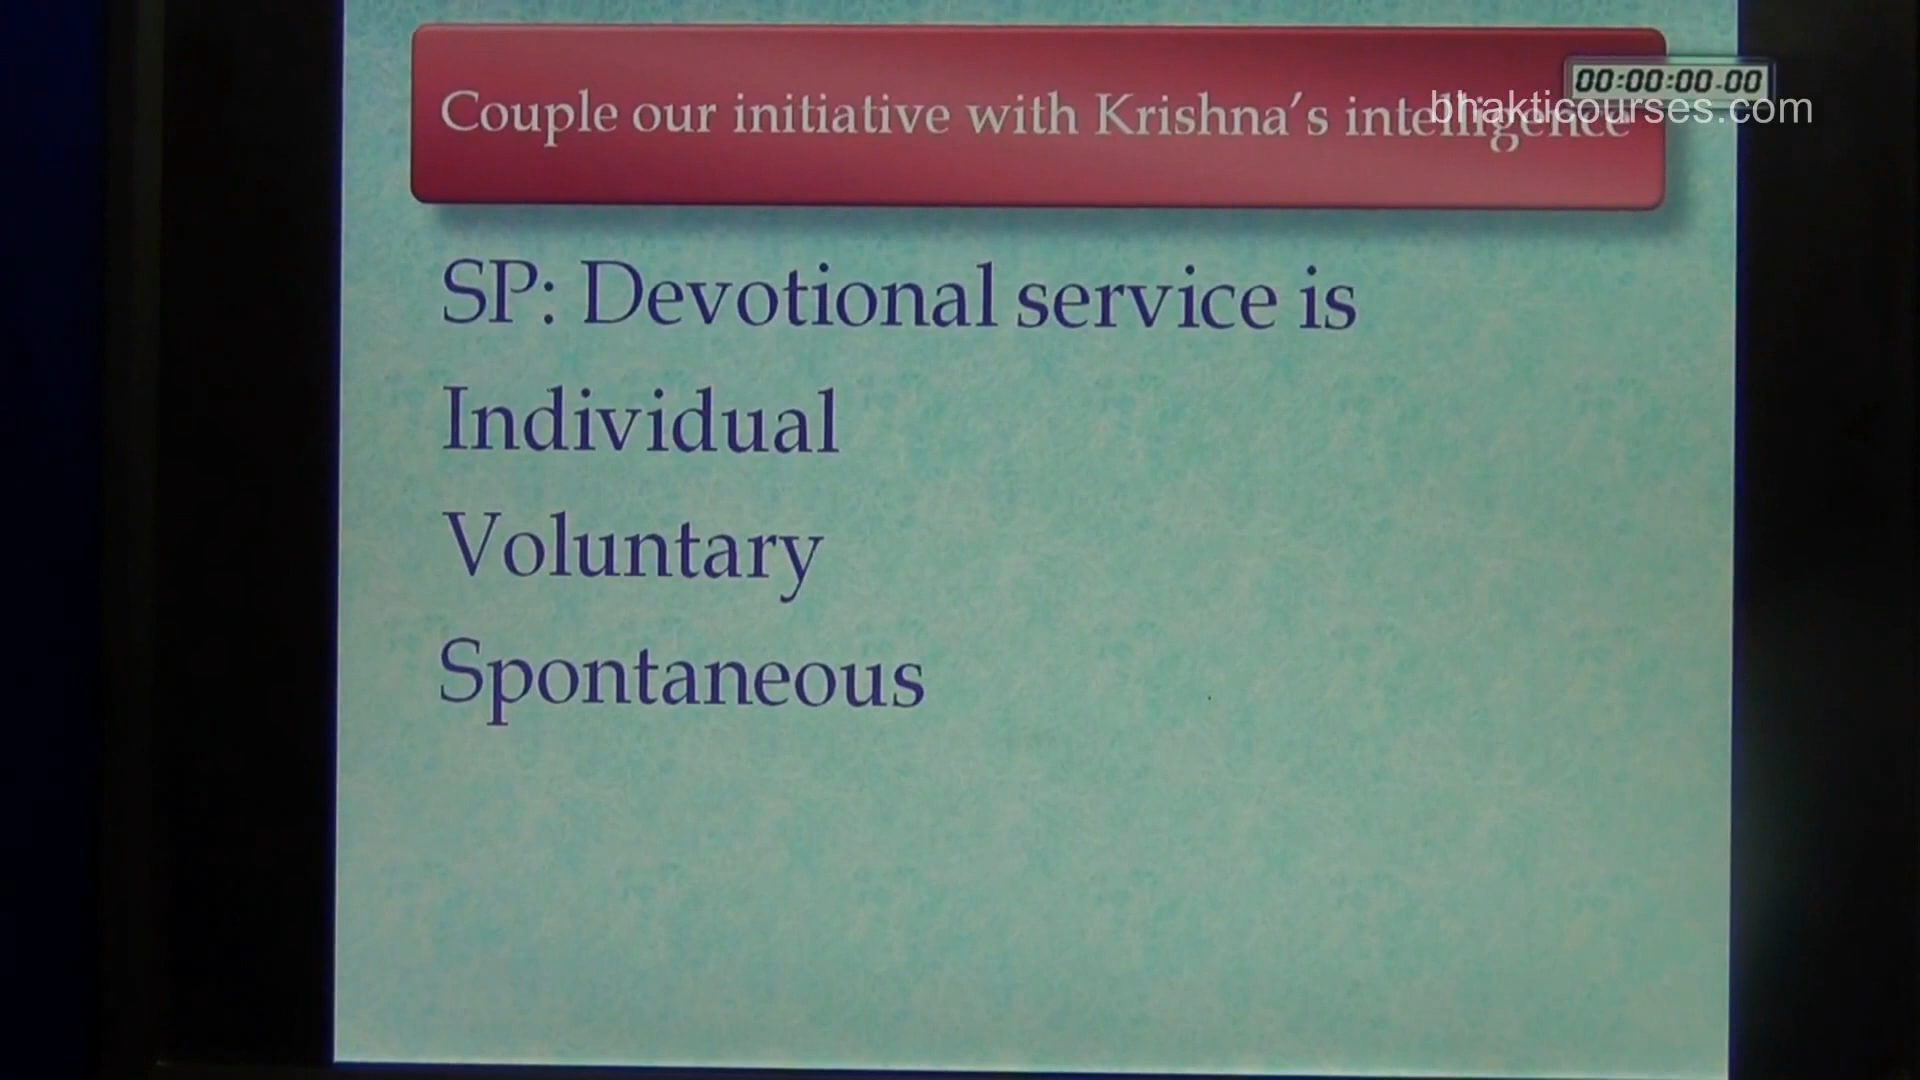 Couple our initiative with Krishna's intelligence
00:00:00.00
bhakticourses.com
SP: Devotional service is
Individual
Voluntary
Spontaneous